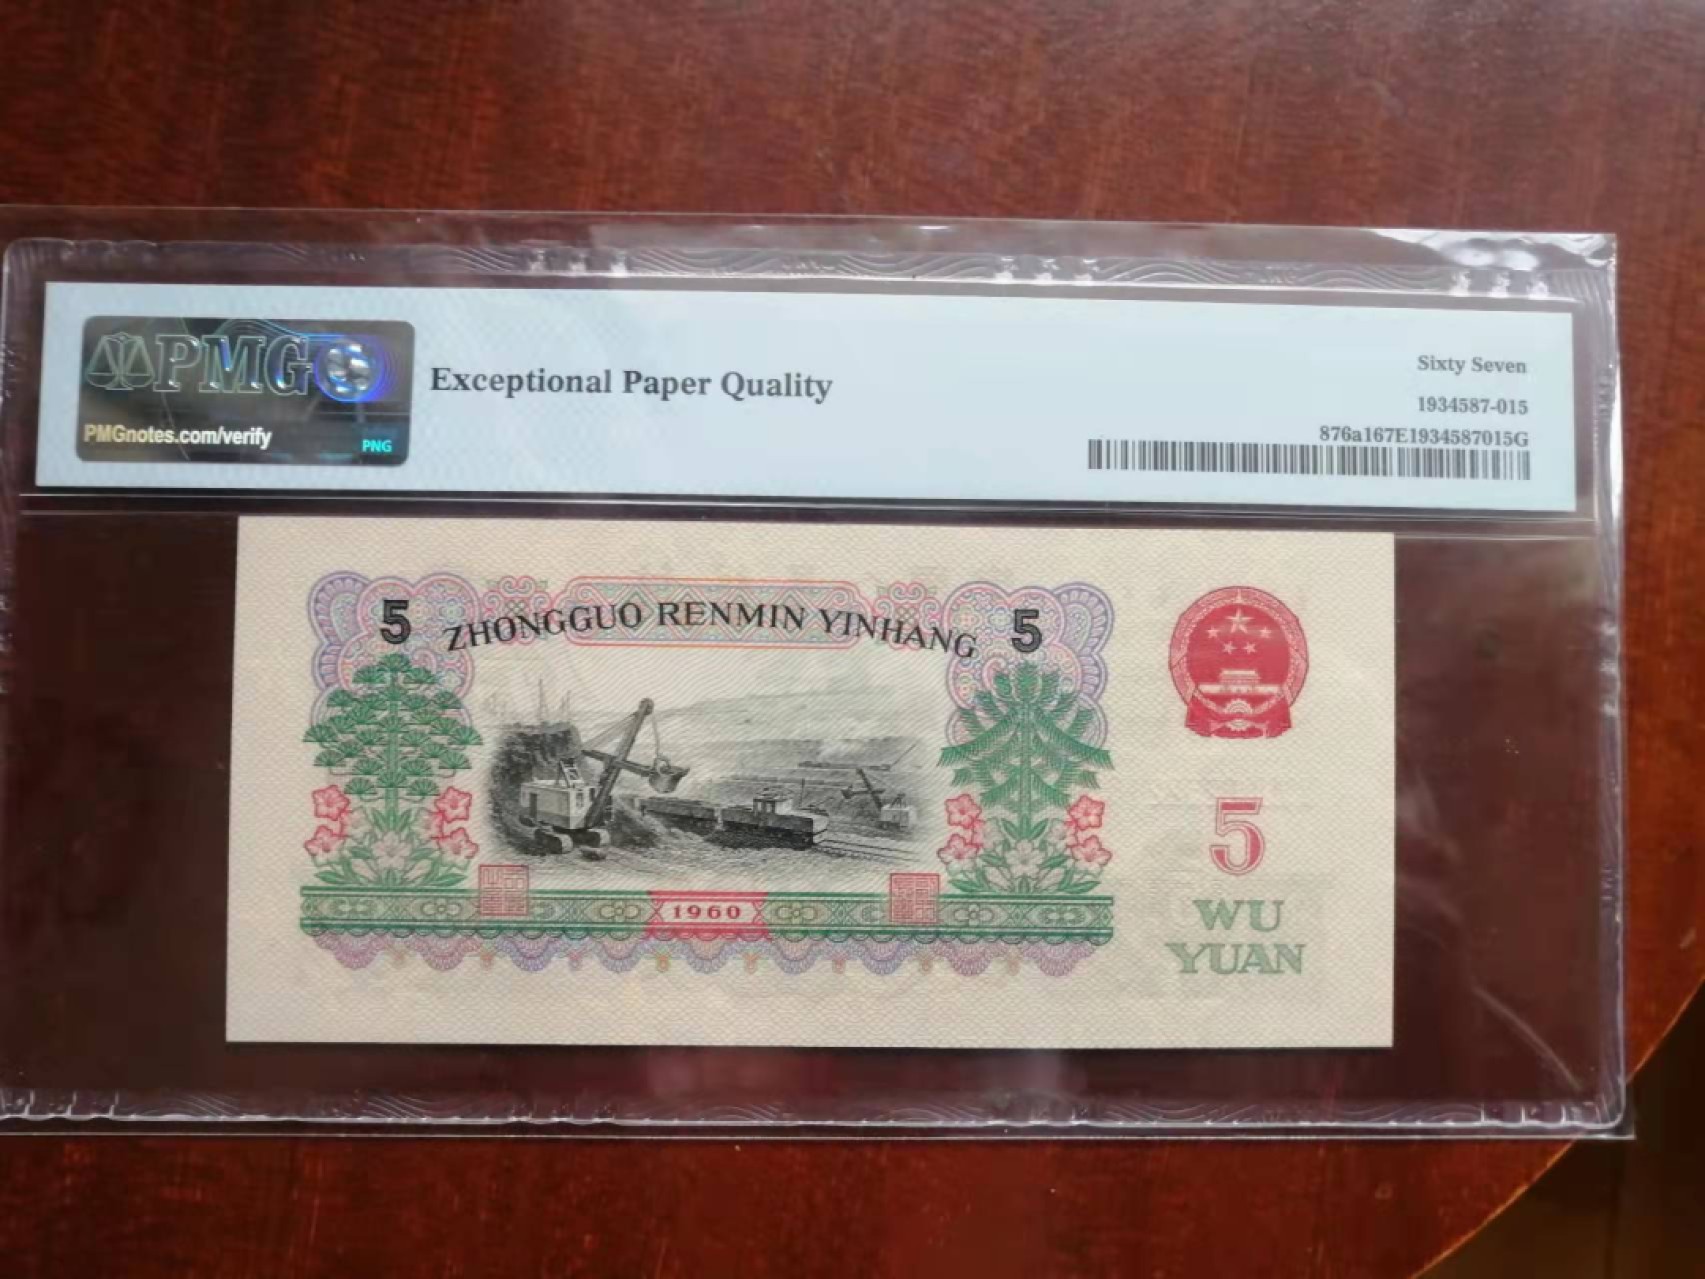 PMG
PMGnotes.com/verify
PNG
Exceptional Paper Quality
Sixty Seven
1934587-015
876a167E1934587015G
5
ZHONGGUO RENMIN YINHANG
5
1960
5
WU
YUAN